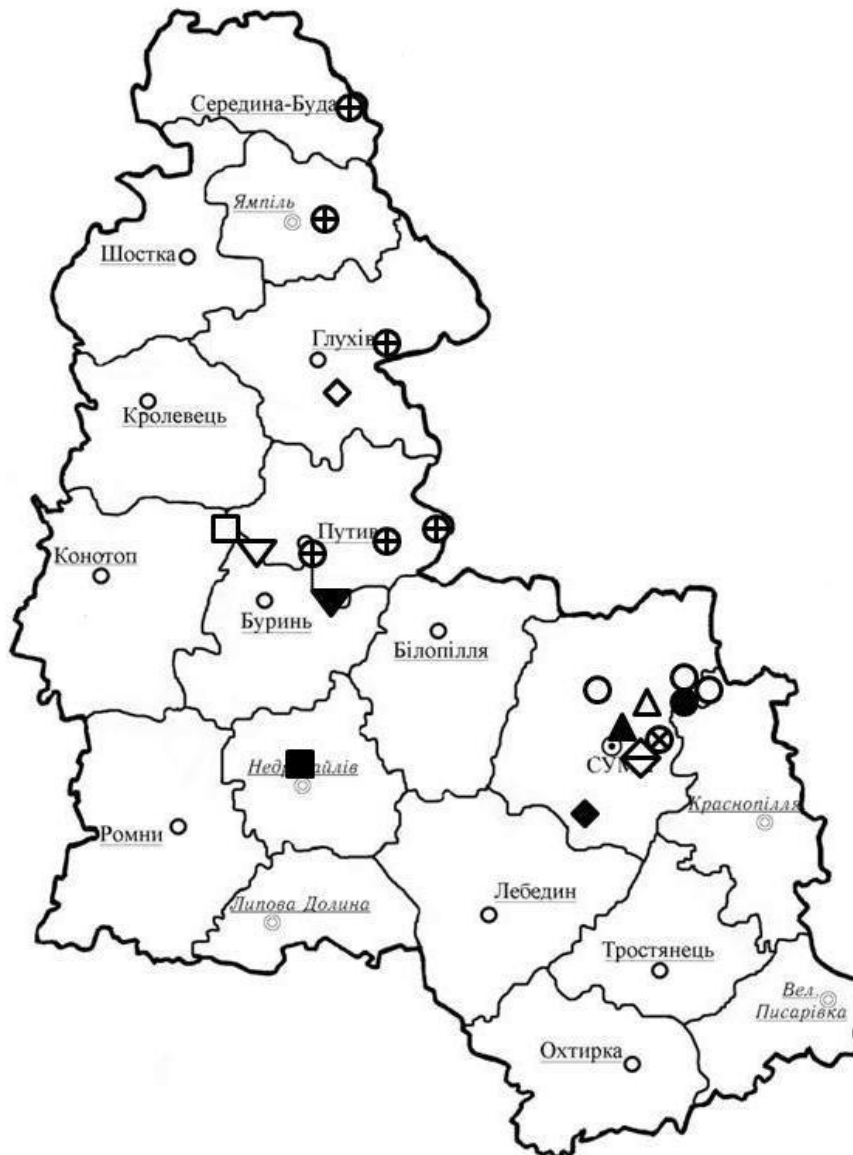 Середина-Буда
Ямпіль
Шостка
Глухів
Кролевець
Путив
Конотоп
Буринь
Білопілля
Краснопілля
Ромни
Липова Долина
Лебедин
Тростянець
Вел.
Писарівка
Охтирка